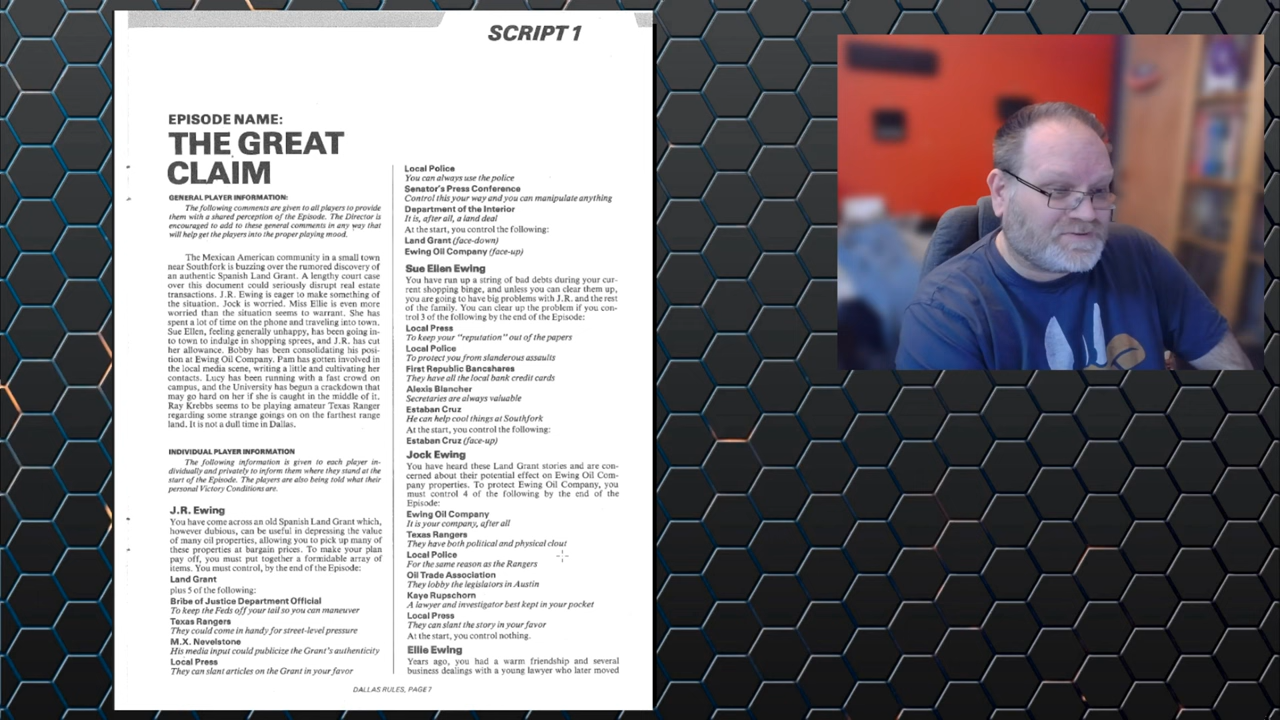 SCRIPT 1
EPISODE NAME:
THE GREAT
CLAIM
GENERAL PLAYER INFORMATION:
The following comments are given to all players to provide
them with a shared perception of the Episode. The Director is
encouraged to add to these general comments in any way that
will help get the players into the proper playing mood.
The Mexican American community in a small town
near Southfork is buzzing over the rumored discovery of
an authentic Spanish Land Grant. A lengthy court case
over this document could seriously disrupt real estate
transactions. J.R. Ewing is eager to make something of
the situation. Jock is worried. Miss Ellie is even more
worried than the situation seems to warrant. She has
spent a lot of time on the phone and traveling into town.
Sue Ellen, feeling generally unhappy, has been going in-
to town to indulge in shopping sprees, and J.R. has cut
her allowance. Bobby has been consolidating his posi-
tion at Ewing Oil Company. Pam has gotten involved in
the local media scene, writing a little and cultivating her
contacts. Lucy has been running with a fast crowd on
campus, and the University has begun a crackdown that
may go hard on her if she is caught in the middle of it.
Ray Krebbs seems to be playing amateur Texas Ranger
regarding some strange goings on on the farthest range
land. It is not a dull time in Dallas.
INDIVIDUAL PLAYER INFORMATION
The following information is given to each player in-
dividually and privately to inform them where they stand at the
start of the Episode. The players are also being told what their
personal Victory Conditions are.
J.R. Ewing
You have come across an old Spanish Land Grant which,
however dubious, can be useful in depressing the value
of many oil properties, allowing you to pick up many of
these properties at bargain prices. To make your plan
pay off, you must put together a formidable array of
items. You must control, by the end of the Episode:
Land Grant
plus 5 of the following:
Bribe of Justice Department Official
To keep the Feds off your tail so you can maneuver
Texas Rangers
They could come in handy for street-level pressure
M.X. Nevelstone
His media input could publicize the Grant's authenticity
Local Press
They can slant articles on the Grant in your favor
Local Police
You can always use the police
Senator's Press Conference
Control this your way and you can manipulate anything
Department of the Interior
It is, after all, a land deal
At the start, you control the following:
Land Grant (face-down)
Ewing Oil Company (face-up)
Sue Ellen Ewing
You have run up a string of bad debts during your cur-
rent shopping binge, and unless you can clear them up,
you are going to have big problems with J.R. and the rest
of the family. You can clear up the problem if you con-
trol 3 of the following by the end of the Episode:
Local Press
To keep your "reputation" out of the papers
Local Police
To protect you from slanderous assaults
First Republic Bancshares
They have all the local bank credit cards
Alexis Blancher
Secretaries are always valuable
Estaban Cruz
He can help cool things at Southfork
At the start, you control the following:
Estaban Cruz (face-up)
Jock Ewing
You have heard these Land Grant stories and are con-
cerned about their potential effect on Ewing Oil Com-
pany properties. To protect Ewing Oil Company, you
must control 4 of the following by the end of the
Episode:
Ewing Oil Company
It is your company, after all
Texas Rangers
They have both political and physical clout
Local Police
For the same reason as the Rangers
Oil Trade Association
They lobby the legislators in Austin
Kaye Rupschorn
A lawyer and investigator best kept in your pocket
Local Press
They can slant the story in your favor
At the start, you control nothing.
Ellie Ewing
Years ago, you had a warm friendship and several
business dealings with a young lawyer who later moved
DALLAS RULES, PAGE 7